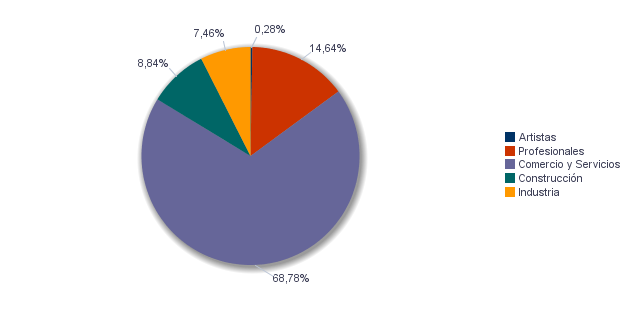 0,28%
7,46%
14,64%
8,84%
68,78%
Artistas
Profesionales
Comercio y Servicios
Construcción
Industria